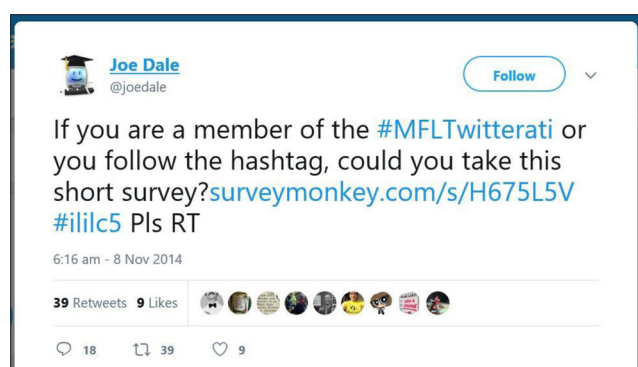 Joe Dale
@joedale
Follow
If you are a member of the #MFLTwitterati or
you follow the hashtag, could you take this
short survey?surveymonkey.com/s/H675L5V
#ililc5 Pls RT
6:16 am - 8 Nov 2014
39 Retweets 9 Likes
18 39 9